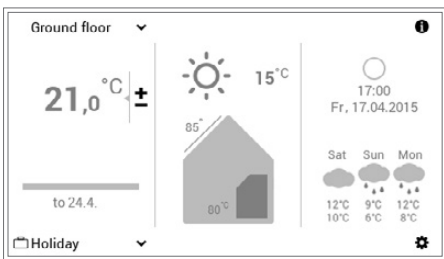 Ground floor
21,0 °C ±
to 24.4.
Holiday
15°C
85°
80°C
17:00
Fr, 17.04.2015
Sat Sun Mon
12°C 9°C 12°C
10°C 6°C 8°C